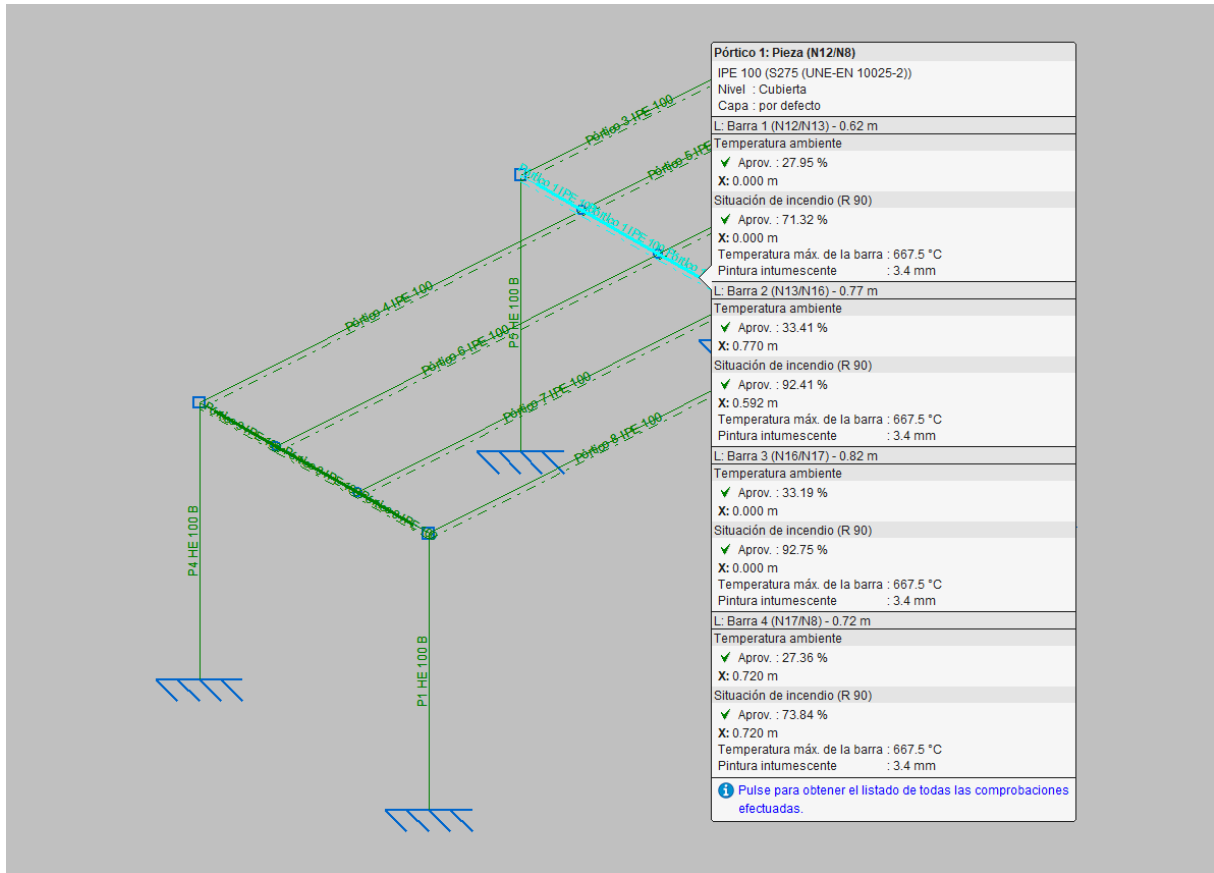 Pórtico 1: Pieza (N12/N8)
IPE 100 (S275 (UNE-EN 10025-2))
Nivel : Cubierta
Capa : por defecto
L: Barra 1 (N12/N13) - 0.62 m
Temperatura ambiente
Aprov. : 27.95 %
X: 0.000 m
Situación de incendio (R 90)
Aprov. : 71.32 %
X: 0.000 m
Temperatura máx. de la barra : 667.5 °C
Pintura intumescente : 3.4 mm
L: Barra 2 (N13/N16) - 0.77 m
Temperatura ambiente
Aprov. : 33.41 %
X: 0.770 m
Situación de incendio (R 90)
Aprov. : 92.41 %
X: 0.592 m
Temperatura máx. de la barra : 667.5 °C
Pintura intumescente : 3.4 mm
L: Barra 3 (N16/N17) - 0.82 m
Temperatura ambiente
Aprov. : 33.19 %
X: 0.000 m
Situación de incendio (R 90)
Aprov. : 92.75 %
X: 0.000 m
Temperatura máx. de la barra : 667.5 °C
Pintura intumescente : 3.4 mm
L: Barra 4 (N17/N8) - 0.72 m
Temperatura ambiente
Aprov. : 27.36 %
X: 0.720 m
Situación de incendio (R 90)
Aprov. : 73.84 %
X: 0.720 m
Temperatura máx. de la barra : 667.5 °C
Pintura intumescente : 3.4 mm
Pulse para obtener el listado de todas las comprobaciones
efectuadas.
Pórtico 3 IPE 100
Pórtico 5 IPE
Pórtico 1 IPE 100
Pórtico 4 IPE 100
P5 HE 100 B
Pórtico 6 IPE 100
Pórtico 7 IPE 100
Pórtico 8 IPE 100
P4 HE 100 B
P1 HE 100 B